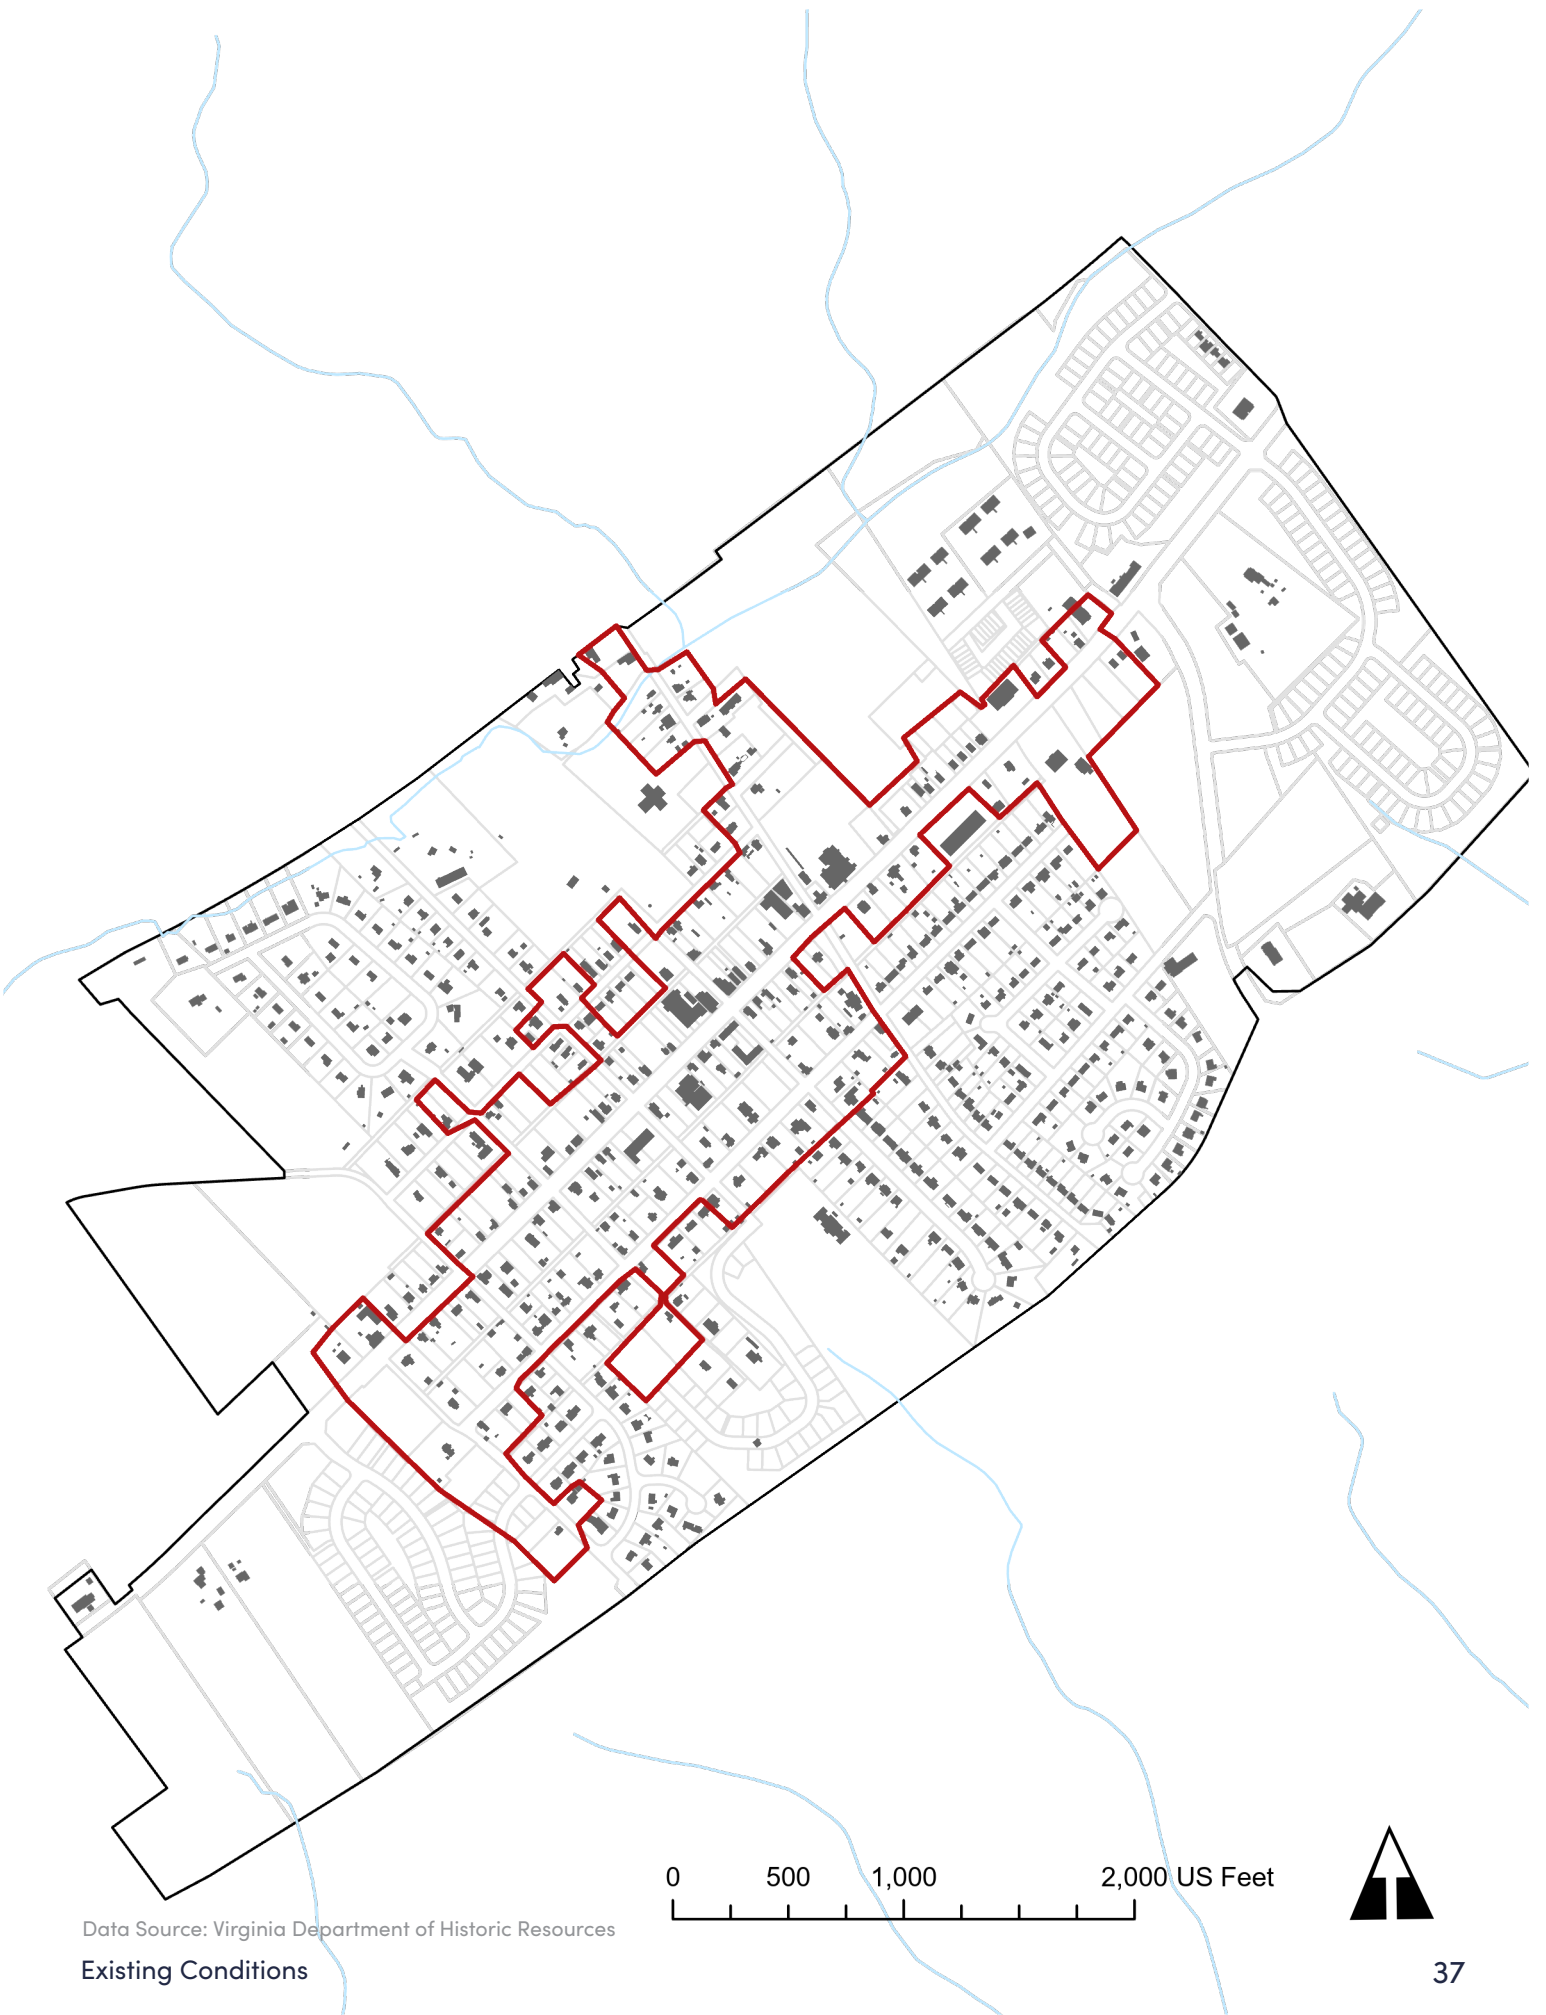 0 500 1,000 2,000 US Feet
Data Source: Virginia Department of Historic Resources
Existing Conditions
37